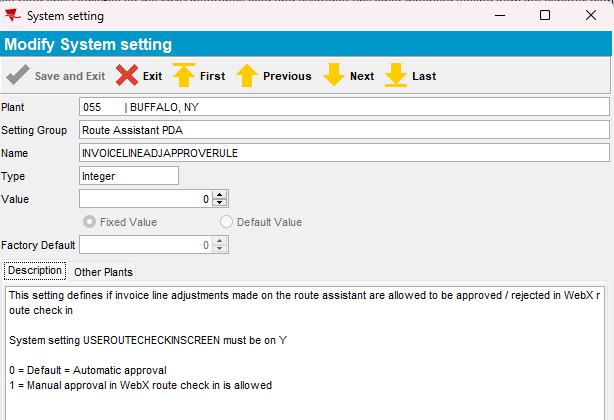 System setting
Modify System setting
Save and Exit Exit First Previous Next Last
Plant 055 | BUFFALO, NY
Setting Group Route Assistant PDA
Name INVOICELINEADJAPPROVERULE
Type Integer
Value 0
Fixed Value Default Value
Factory Default 0
Description Other Plants
This setting defines if invoice line adjustments made on the route assistant are allowed to be approved / rejected in WebX r
oute check in
System setting USEROUTECHECKINSCREEN must be on Y
0 = Default = Automatic approval
1 = Manual approval in WebX route check in is allowed